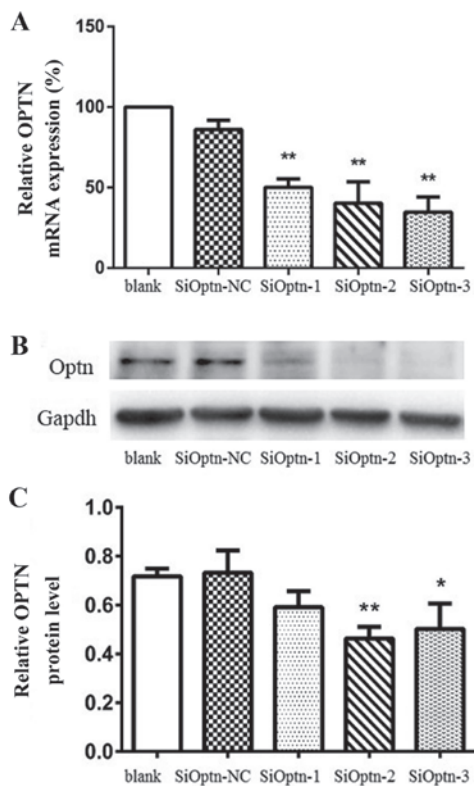 A
Relative OPTN
mRNA expression (%)
150
100
50
0
** ** **
blank SiOptn-NC SiOptn-1 SiOptn-2 SiOptn-3
B
Optn
Gapdh
blank SiOptn-NC SiOptn-1 SiOptn-2 SiOptn-3
C
Relative OPTN
protein level
1.0
0.8
0.6
0.4
0.2
0.0
** *
blank SiOptn-NC SiOptn-1 SiOptn-2 SiOptn-3